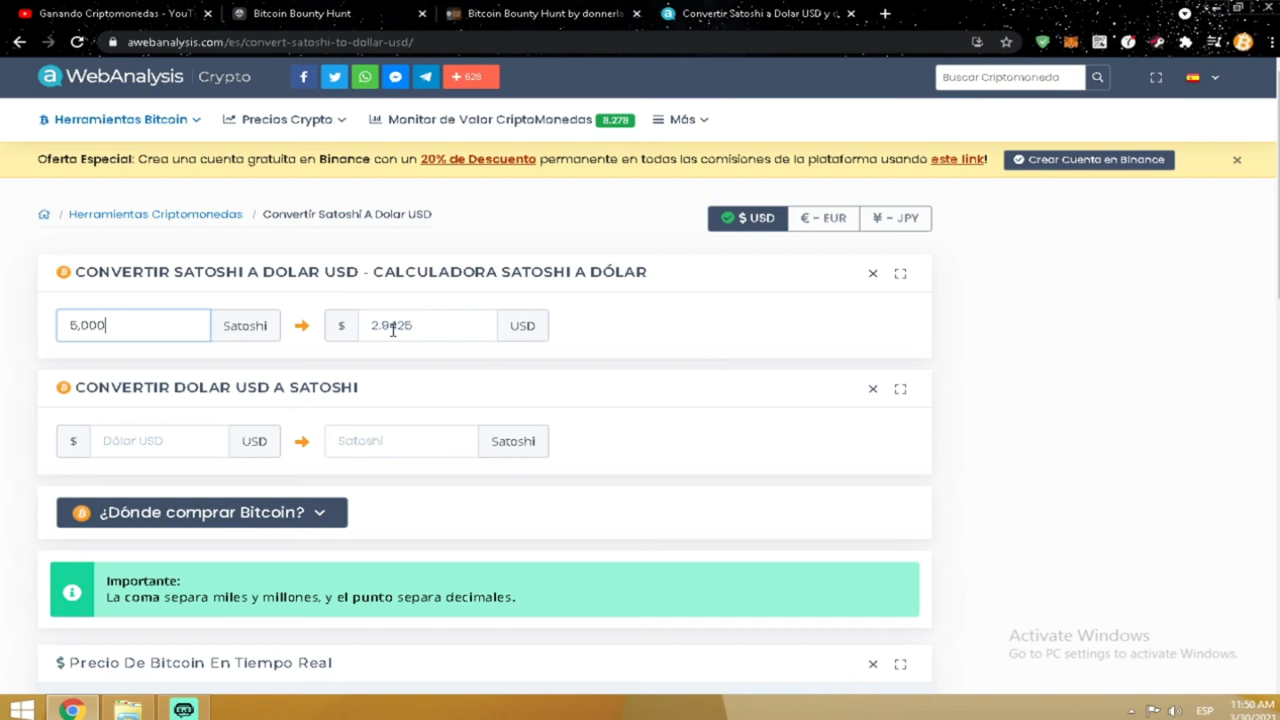 Ganando Criptomonedas - YouT
Bitcoin Bounty Hunt
Bitcoin Bounty Hunt by donnerl
Convertir Satoshi a Dolar USD y c
awebanalysis.com/es/convert-satoshi-to-dollar-usd/
WebAnalysis Crypto
628
Buscar Criptomoneda
Herramientas Bitcoin
Precios Crypto
Monitor de Valor CriptoMonedas 8.278
Más
Oferta Especial: Crea una cuenta gratuita en Binance con un 20% de Descuento permanente en todas las comisiones de la plataforma usando este link!
Crear Cuenta en Binance
/ Herramientas Criptomonedas / Convertir Satoshi A Dolar USD
$ USD
€ - EUR
¥ - JPY
CONVERTIR SATOSHI A DOLAR USD - CALCULADORA SATOSHI A DÓLAR
5,000 Satoshi $ USD
CONVERTIR DOLAR USD A SATOSHI
$ Dólar USD USD Satoshi Satoshi
¿Dónde comprar Bitcoin?
Importante:
La coma separa miles y millones, y el punto separa decimales.
$ Precio De Bitcoin En Tiempo Real
Activate Windows
Go to PC settings to activate Windows.
ESP
11:50 AM
3/30/2021